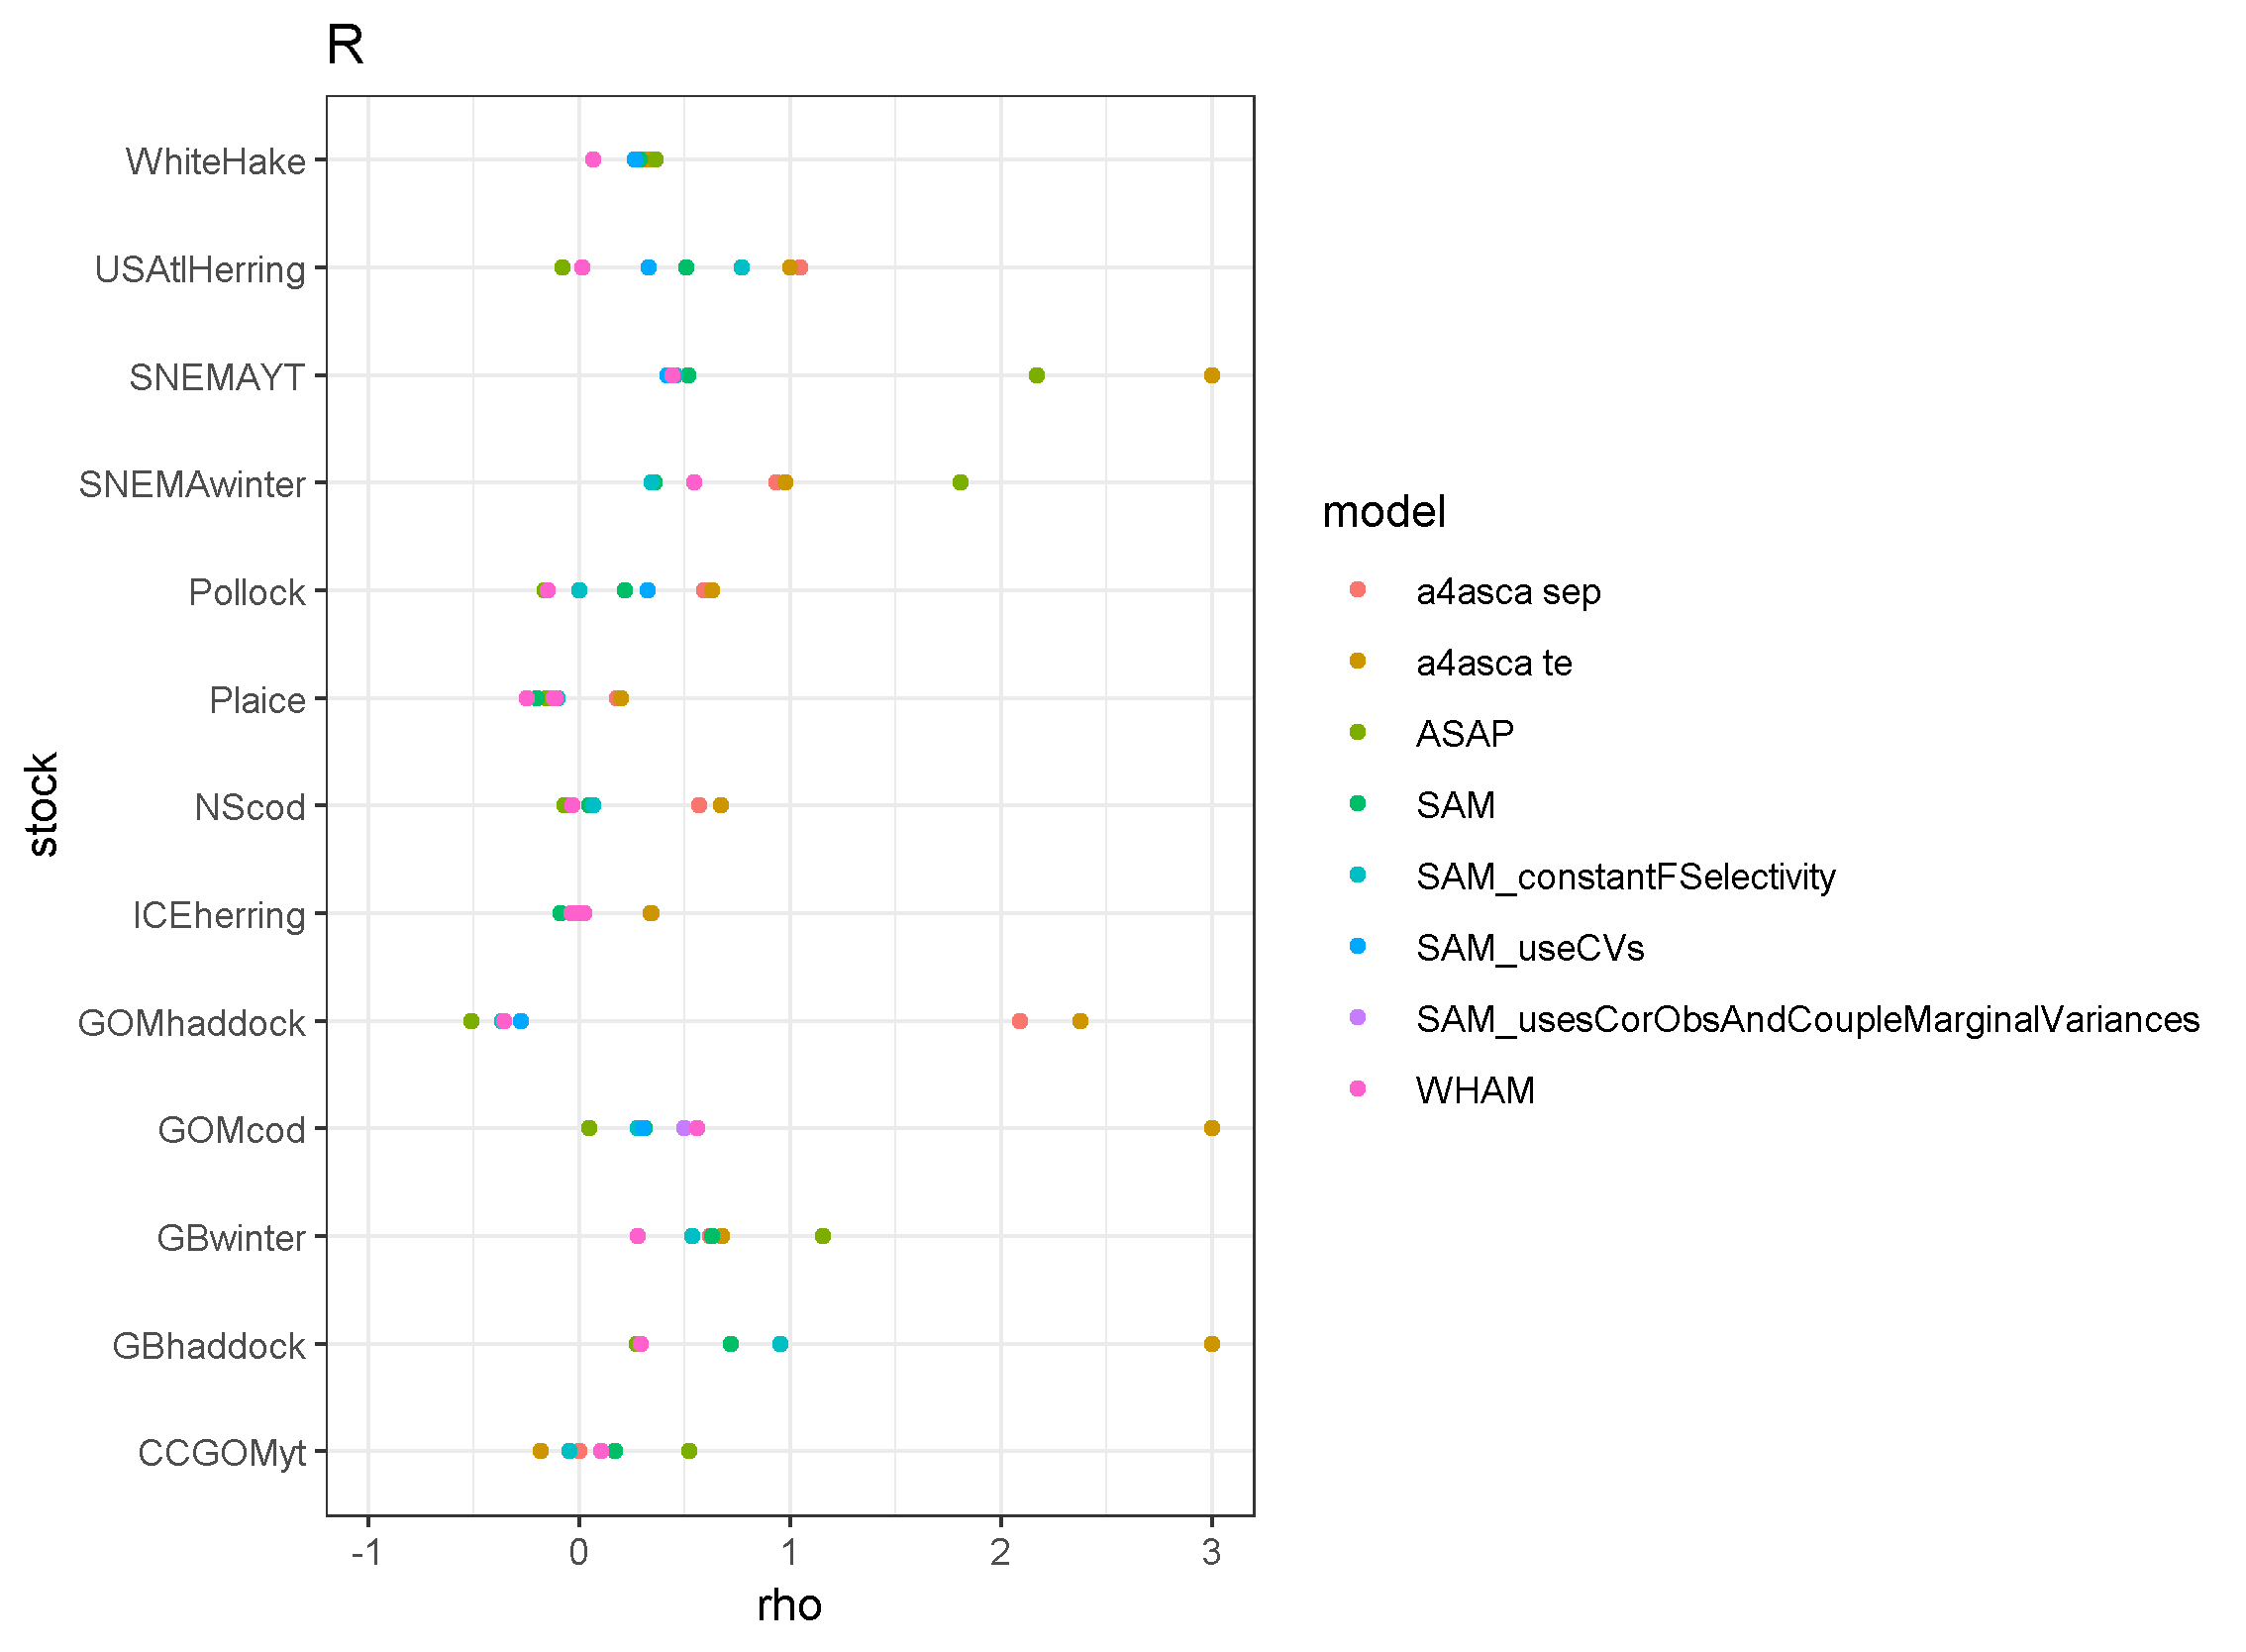 R
stock
WhiteHake
USAtlHerring
SNEMAYT
SNEMAwinter
Pollock
Plaice
NScod
ICEherring
GOMhaddock
GOMcod
GBwinter
GBhaddock
CCGOMyt
-1 0 1 2 3
rho
model
a4asca sep
a4asca te
ASAP
SAM
SAM_constantFSelectivity
SAM_useCVs
SAM_usesCorObsAndCoupleMarginalVariances
WHAM